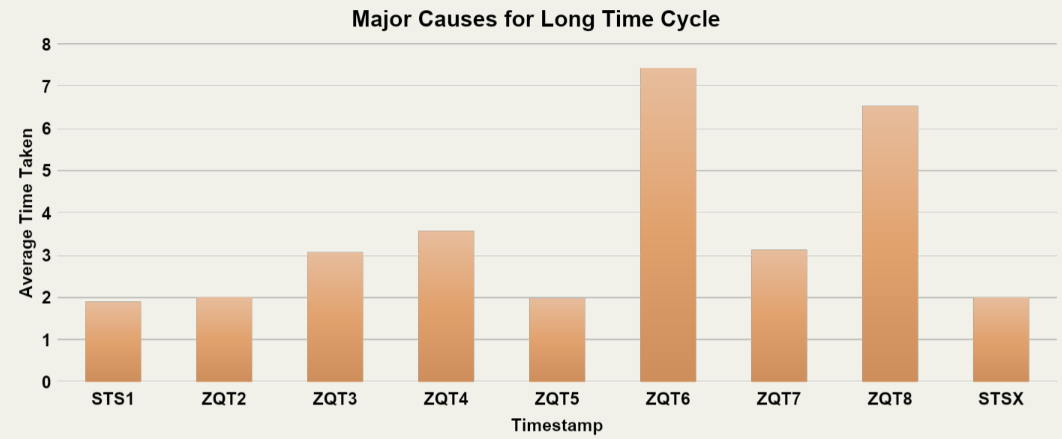 Major Causes for Long Time Cycle
Average Time Taken
8
7
6
5
4
3
2
1
0
STS1 ZQT2 ZQT3 ZQT4 ZQT5 ZQT6 ZQT7 ZQT8 STSX
Timestamp